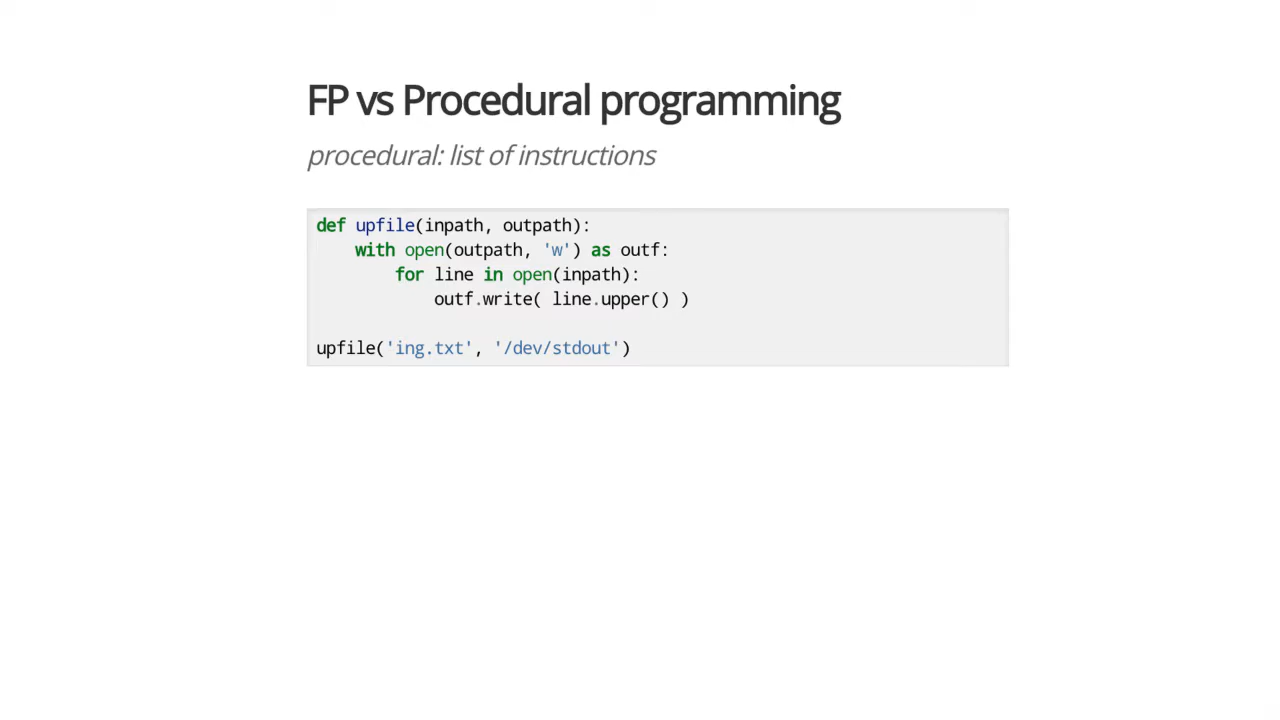 FP vs Procedural programming
procedural: list of instructions
def upfile(inpath, outpath):
    with open(outpath, 'w') as outf:
        for line in open(inpath):
            outf.write( line.upper() )
upfile('ing.txt', '/dev/stdout')